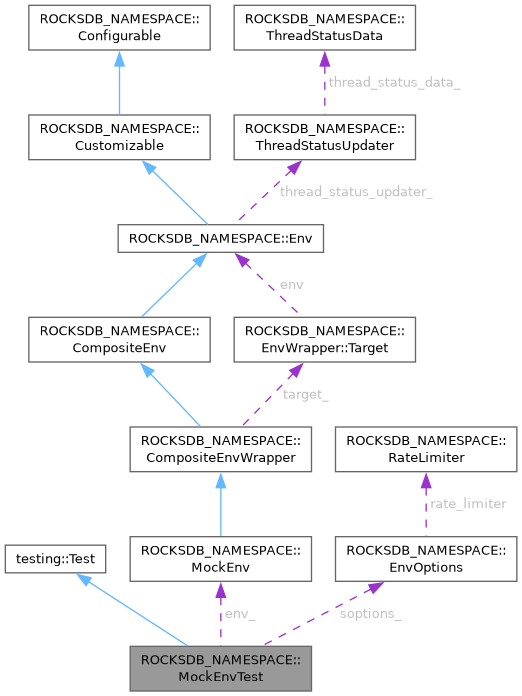 ROCKSDB_NAMESPACE::
Configurable
ROCKSDB_NAMESPACE::
ThreadStatusData
thread_status_data_
ROCKSDB_NAMESPACE::
Customizable
ROCKSDB_NAMESPACE::
ThreadStatusUpdater
thread_status_updater_
ROCKSDB_NAMESPACE::Env
env
ROCKSDB_NAMESPACE::
CompositeEnv
ROCKSDB_NAMESPACE::
EnvWrapper::Target
target_
ROCKSDB_NAMESPACE::
CompositeEnvWrapper
ROCKSDB_NAMESPACE::
RateLimiter
rate_limiter
testing::Test
ROCKSDB_NAMESPACE::
MockEnv
ROCKSDB_NAMESPACE::
EnvOptions
env_
soptions_
ROCKSDB_NAMESPACE::
MockEnvTest